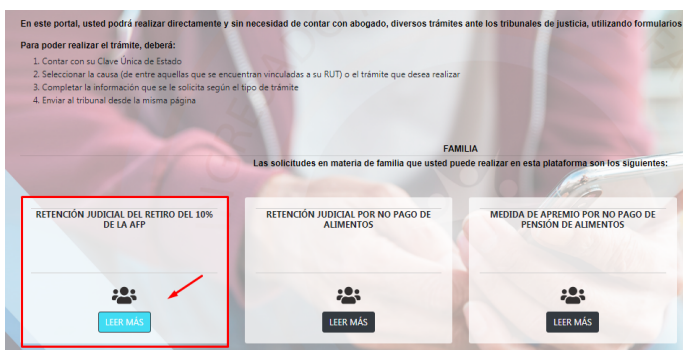 En este portal, usted podrá realizar directamente y sin necesidad de contar con abogado, diversos trámites ante los tribunales de justicia, utilizando formularios
Para poder realizar el trámite, deberá:
1. Contar con su Clave Única de Estado
2. Seleccionar la causa (de entre aquellas que se encuentran vinculadas a su RUT) o el trámite que desea realizar
3. Completar la información que se le solicita según el tipo de trámite
4. Enviar al tribunal desde la misma página
FAMILIA
Las solicitudes en materia de familia que usted puede realizar en esta plataforma son los siguientes:
RETENCIÓN JUDICIAL DEL RETIRO DEL 10%
DE LA AFP
LEER MÁS
RETENCIÓN JUDICIAL POR NO PAGO DE
ALIMENTOS
LEER MÁS
MEDIDA DE APREMIO POR NO PAGO DE
PENSIÓN DE ALIMENTOS
LEER MÁS